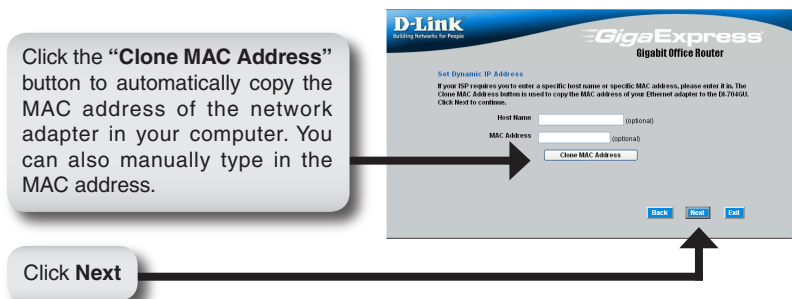 Click the “Clone MAC Address”
button to automatically copy the
MAC address of the network
adapter in your computer. You
can also manually type in the
MAC address.
Click Next
D-Link
Building Networks for People
GigaExpress
Gigabit Office Router
Set Dynamic IP Address
If your ISP requires you to enter a specific host name or specific MAC address, please enter it in. The
Clone MAC Address button is used to copy the MAC address of your Ethernet adapter to the DI-704GU.
Click Next to continue.
Host Name (optional)
MAC Address (optional)
Clone MAC Address
Back Next Exit